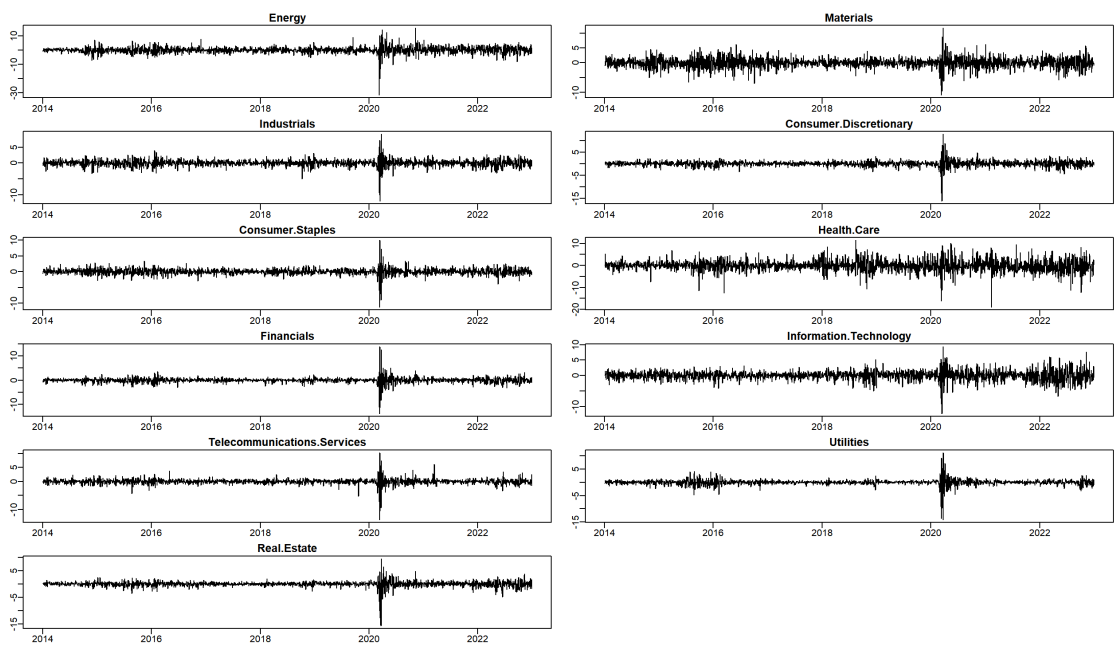 Energy
10
0
-10
-30
2014 2016 2018 2020 2022
Materials
5
0
-10
2014 2016 2018 2020 2022
Industrials
5
0
-10
2014 2016 2018 2020 2022
Consumer.Discretionary
5
-5
-15
2014 2016 2018 2020 2022
Consumer.Staples
10
5
0
-10
2014 2016 2018 2020 2022
Health.Care
10
0
-10
-20
2014 2016 2018 2020 2022
Financials
10
0
-10
2014 2016 2018 2020 2022
Information.Technology
5
0
-10
2014 2016 2018 2020 2022
Telecommunications.Services
5
0
-10
2014 2016 2018 2020 2022
Utilities
5
-5
-15
2014 2016 2018 2020 2022
Real.Estate
5
-5
-15
2014 2016 2018 2020 2022